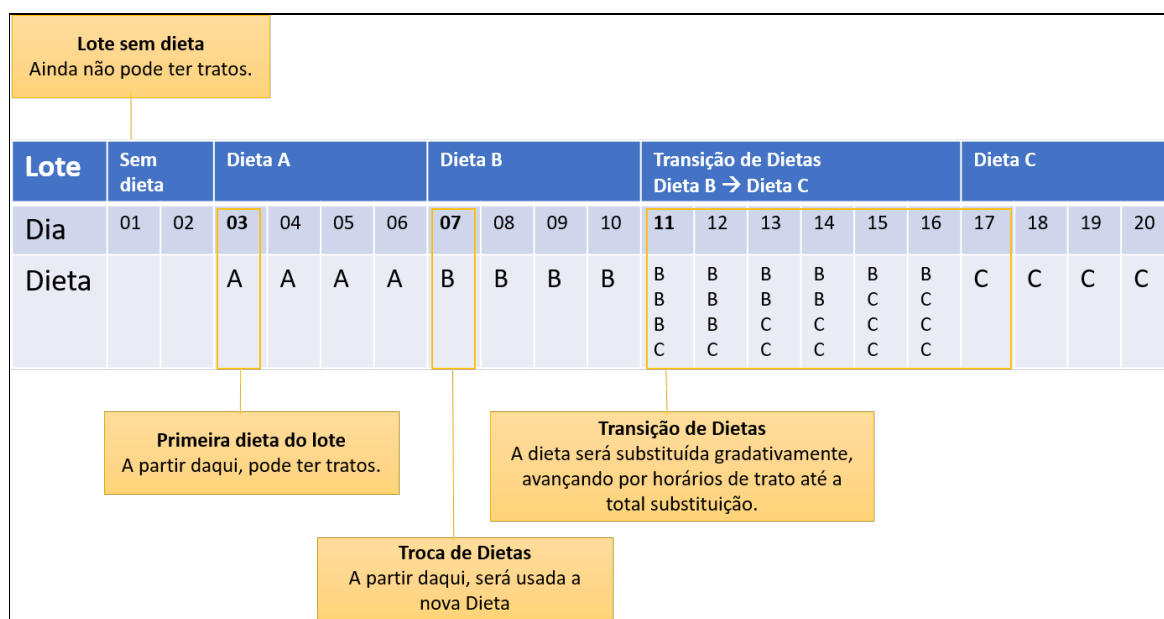 Lote sem dieta
Ainda não pode ter tratos.
Lote Sem dieta Dieta A Dieta B Transição de Dietas Dieta C
Dieta B → Dieta C
Dia 01 02 03 04 05 06 07 08 09 10 11 12 13 14 15 16 17 18 19 20
Dieta A A A A B B B B B B B B B B C C C C
B B B B C C
B B C C C C
C C C C C C
Primeira dieta do lote
A partir daqui, pode ter tratos.
Transição de Dietas
A dieta será substituída gradativamente,
avançando por horários de trato até a
total substituição.
Troca de Dietas
A partir daqui, será usada a
nova Dieta